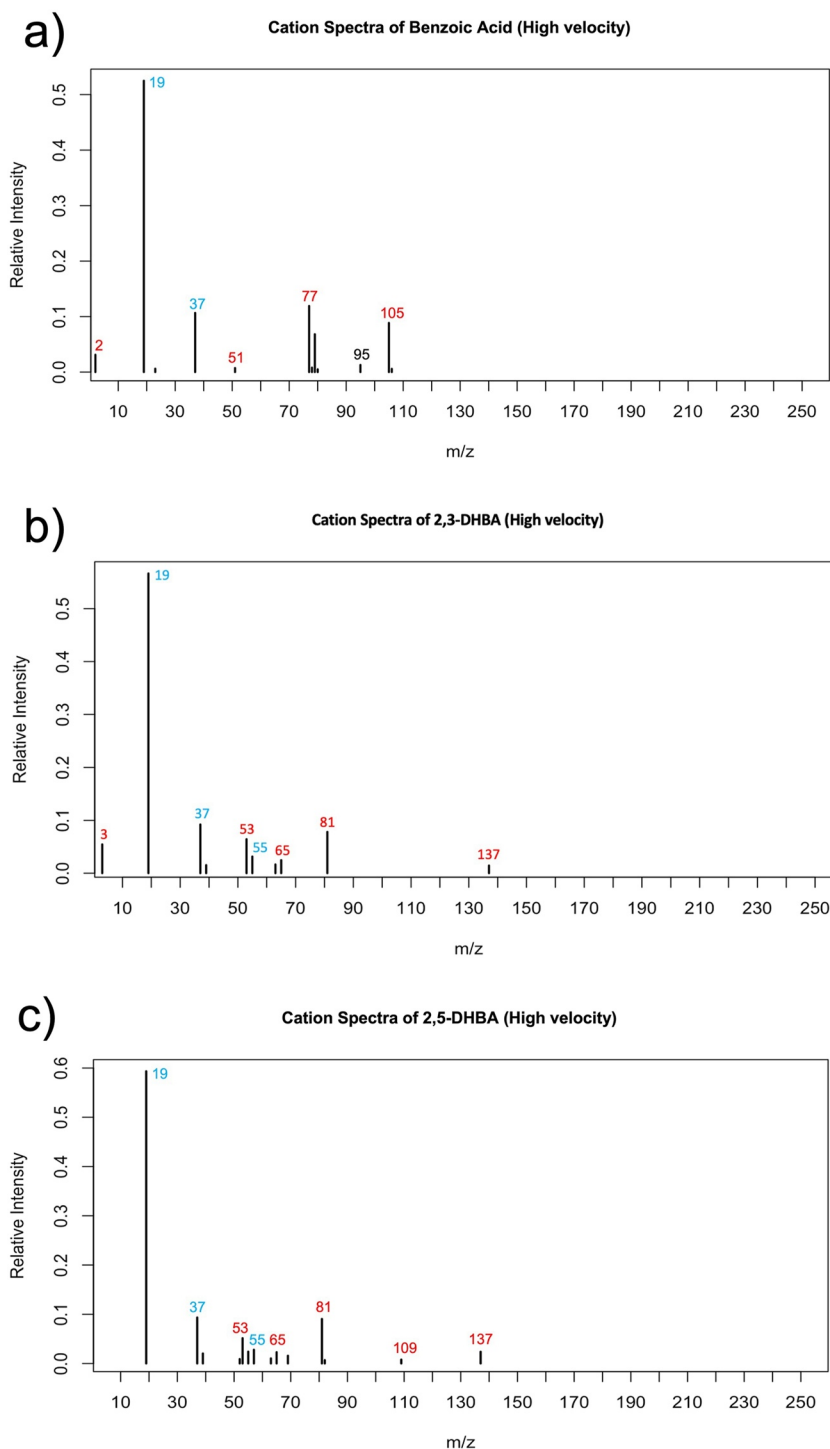 a)
Cation Spectra of Benzoic Acid (High velocity)
Relative Intensity
0.5
0.4
0.3
0.2
0.1
0.0
19
37
2
51
77
95
105
10 30 50 70 90 110 130 150 170 190 210 230 250
m/z
b)
Cation Spectra of 2,3-DHBA (High velocity)
Relative Intensity
0.5
0.4
0.3
0.2
0.1
0.0
19
3
37
53
55
65
81
137
10 30 50 70 90 110 130 150 170 190 210 230 250
m/z
c)
Cation Spectra of 2,5-DHBA (High velocity)
Relative Intensity
0.6
0.5
0.4
0.3
0.2
0.1
0.0
19
37
53
55
65
81
109
137
10 30 50 70 90 110 130 150 170 190 210 230 250
m/z